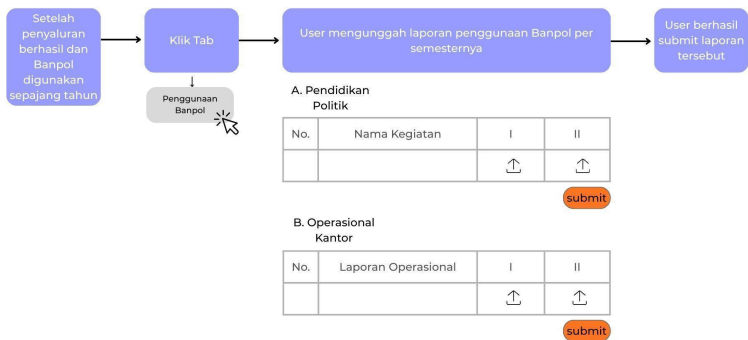 Setelah
penyaluran
berhasil dan
Banpol
digunakan
sepajang tahun
Klik Tab
Penggunaan
Banpol
User mengunggah laporan penggunaan Banpol per
semesternya
User berhasil
submit laporan
tersebut
A. Pendidikan
Politik
No. Nama Kegiatan I II
submit
B. Operasional
Kantor
No. Laporan Operasional I II
submit